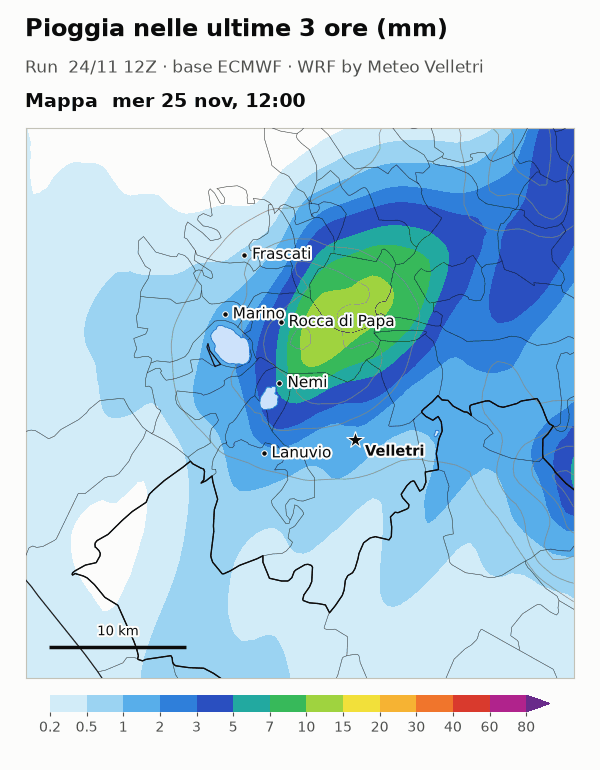 Pioggia nelle ultime 3 ore (mm)
Run  24/11 12Z · base ECMWF · WRF by Meteo Velletri
Mappa  mer 25 nov, 12:00
Frascati
Marino
Rocca di Papa
Nemi
Velletri
Lanuvio
10 km
0.2 0.5 1 2 3 5 7 10 15 20 30 40 60 80